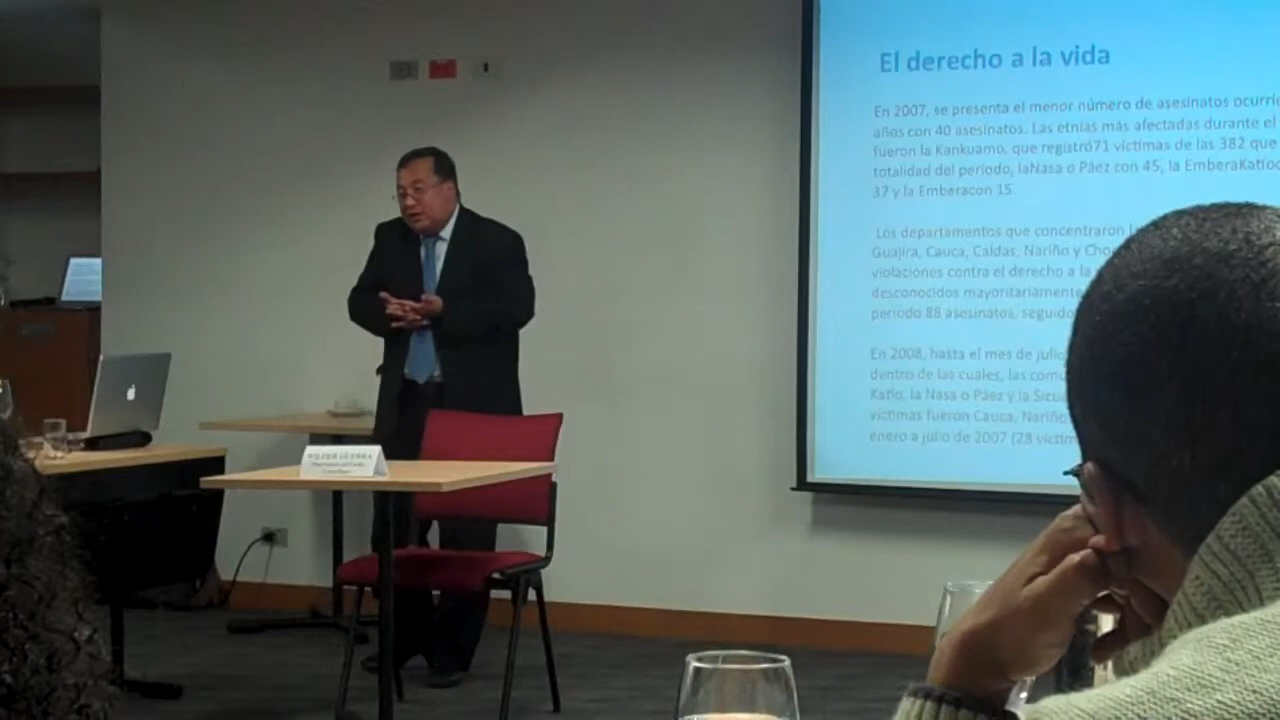 El derecho a la vida
En 2007, se presenta el menor número de asesinatos ocurri
años con 40 asesinatos. Las etnias más afectadas durante el
fueron la Kankuamo, que registró71 víctimas de las 382 que
totalidad del periodo, laNasa o Páez con 45, la EmberaKatío
37 y la Emberacon 15.
Los departamentos que concentraron
Guajira, Cauca, Caldas, Nariño y Cho
violaciones contra el derecho a la
desconocidos mayoritariamente
periodo 88 asesinatos, seguido
En 2008, hasta el mes de julio
dentro de las cuales, las comu
Katío, la Nasa o Páez y la Sicu
víctimas fueron Cauca, Nariño
enero a julio de 2007 (28 víctim